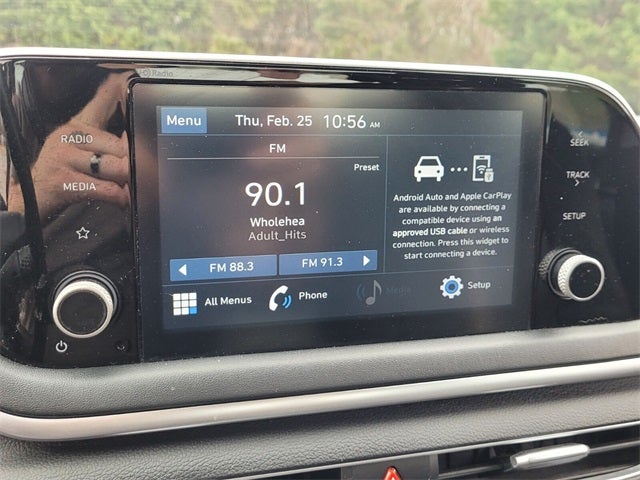 Radio
RADIO
MEDIA
Menu
Thu, Feb. 25 10:56 AM
FM
Preset
90.1
Wholehea
Adult_Hits
FM 88.3
FM 91.3
Android Auto and Apple CarPlay
are available by connecting a
compatible device using an
approved USB cable or wireless
connection. Press this widget to
start connecting a device.
All Menus
Phone
Media
Setup
SEEK
TRACK
SETUP